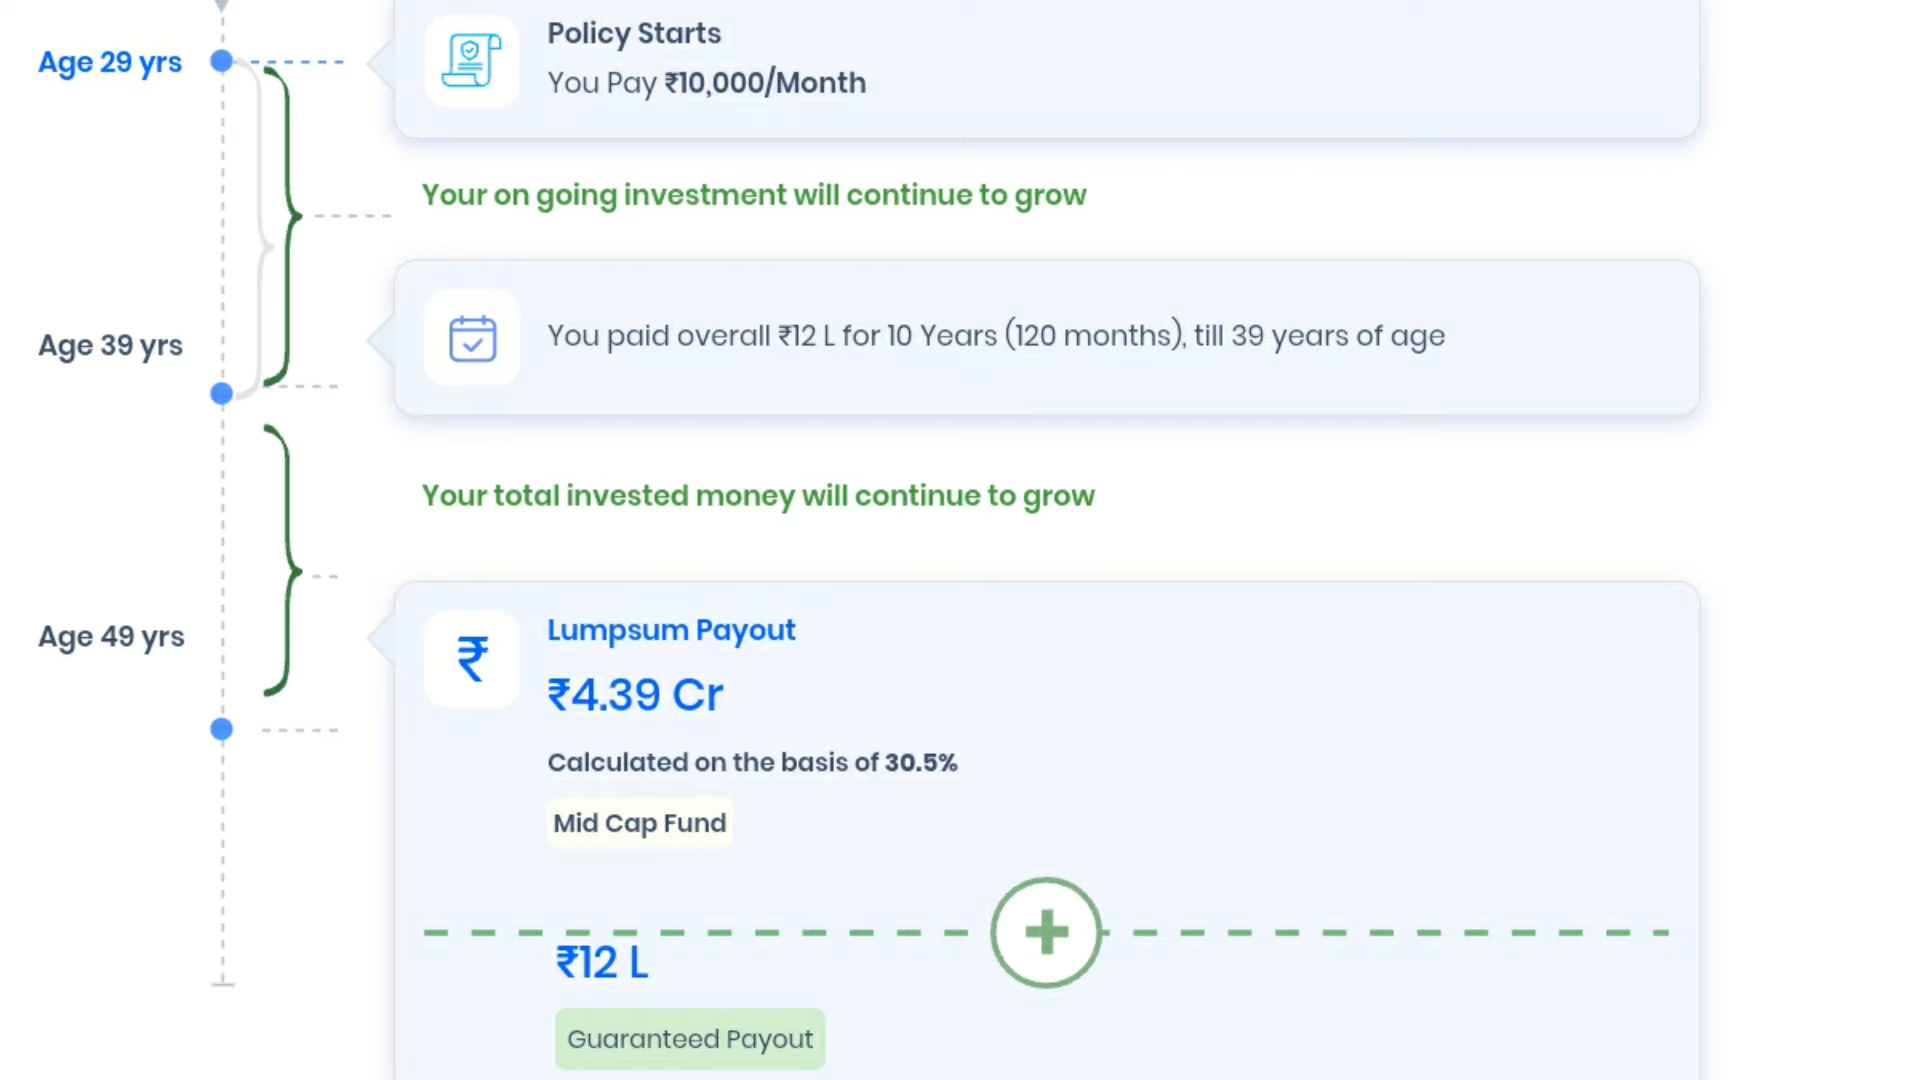 Policy Starts
Age 29 yrs
You Pay ₹10,000/Month
Your on going investment will continue to grow
Age 39 yrs
You paid overall ₹12 L for 10 Years (120 months), till 39 years of age
Your total invested money will continue to grow
Age 49 yrs
₹
Lumpsum Payout
₹4.39 Cr
Calculated on the basis of 30.5%
Mid Cap Fund
₹12 L
Guaranteed Payout